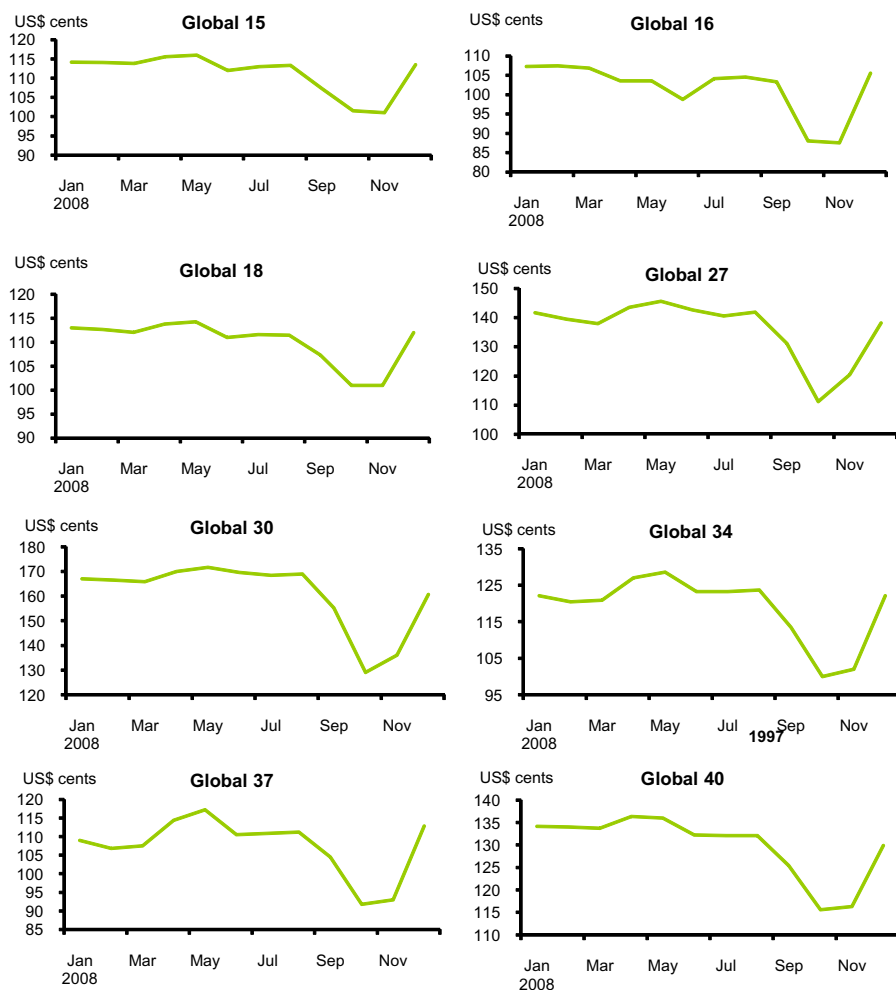 US$ cents
Global 15
120
115
110
105
100
95
90
Jan Mar May Jul Sep Nov
2008
US$ cents
Global 16
110
105
100
95
90
85
80
Jan Mar May Jul Sep Nov
2008
US$ cents
Global 18
120
115
110
105
100
95
90
Jan Mar May Jul Sep Nov
2008
US$ cents
Global 27
150
140
130
120
110
100
Jan Mar May Jul Sep Nov
2008
US$ cents
Global 30
180
170
160
150
140
130
120
Jan Mar May Jul Sep Nov
2008
US$ cents
Global 34
135
125
115
105
95
Jan Mar May Jul Sep Nov
2008
1997
US$ cents
Global 37
120
115
110
105
100
95
90
85
Jan Mar May Jul Sep Nov
2008
US$ cents
Global 40
140
135
130
125
120
115
110
Jan Mar May Jul Sep Nov
2008